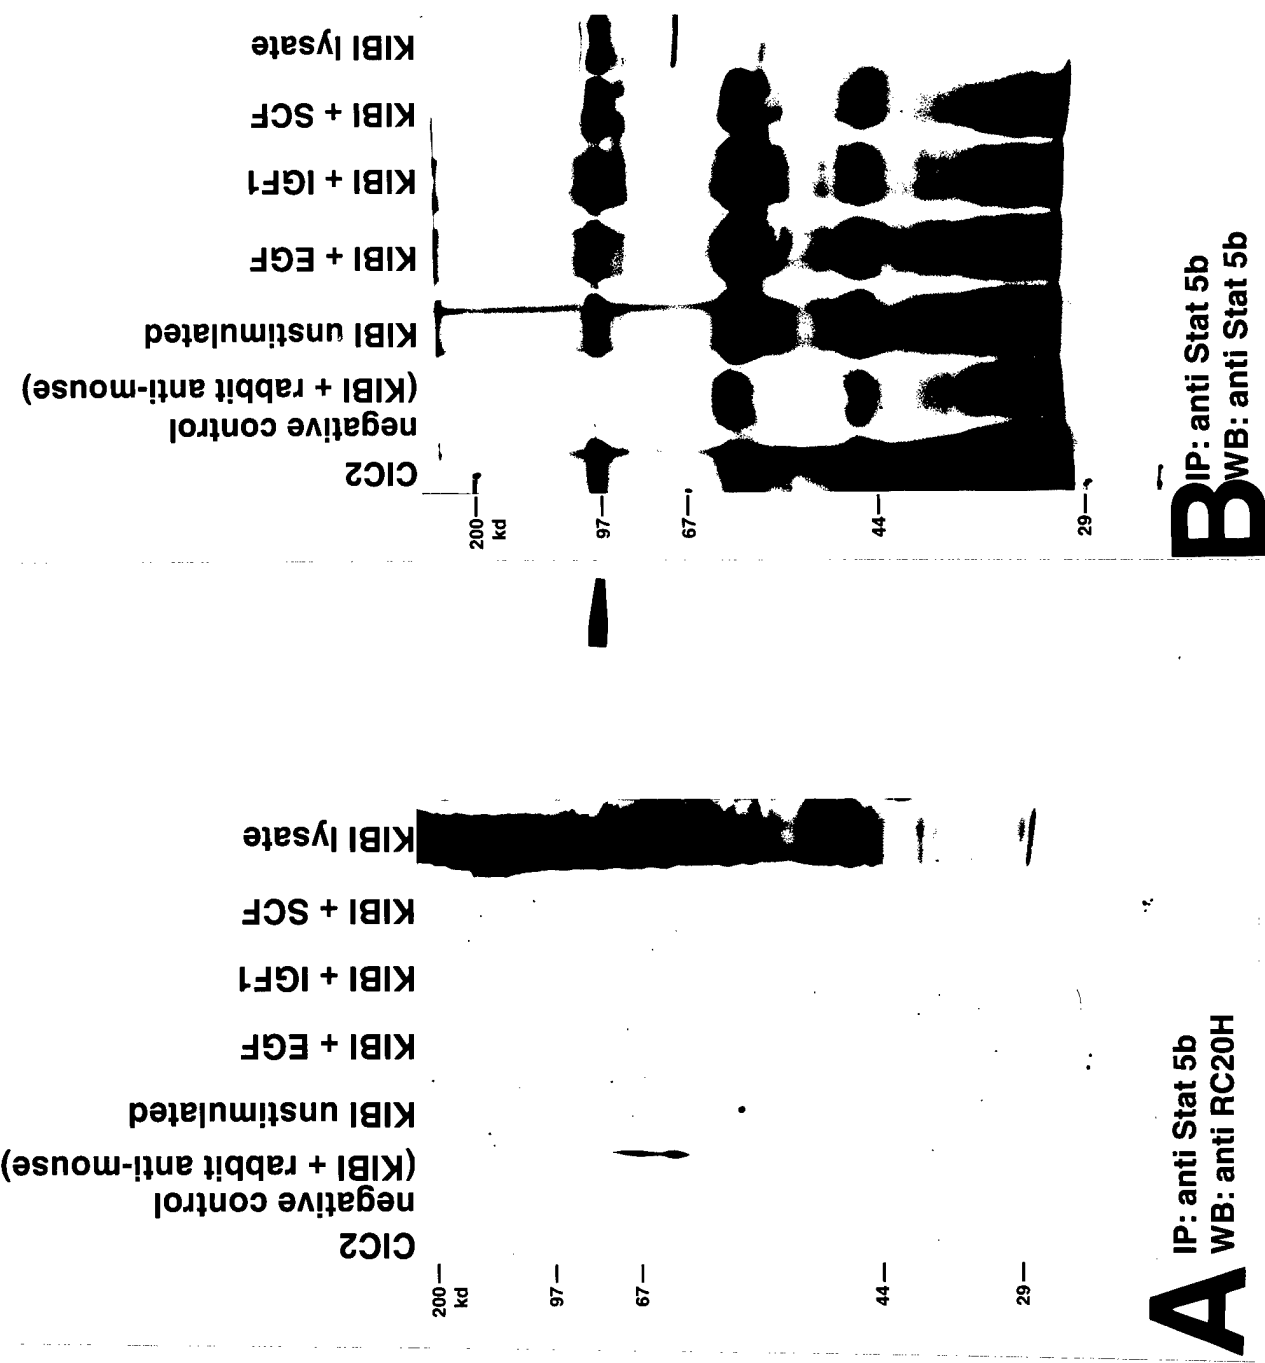 A
IP: anti Stat 5b
WB: anti RC20H
200
kd
97
67
44
29
CIC2
negative control
(KIBI + rabbit anti-mouse)
KIBI unstimulated
KIBI + EGF
KIBI + IGF1
KIBI + SCF
KIBI lysate
B
IP: anti Stat 5b
WB: anti Stat 5b
200
kd
97
67
44
29
CIC2
negative control
(KIBI + rabbit anti-mouse)
KIBI unstimulated
KIBI + EGF
KIBI + IGF1
KIBI + SCF
KIBI lysate